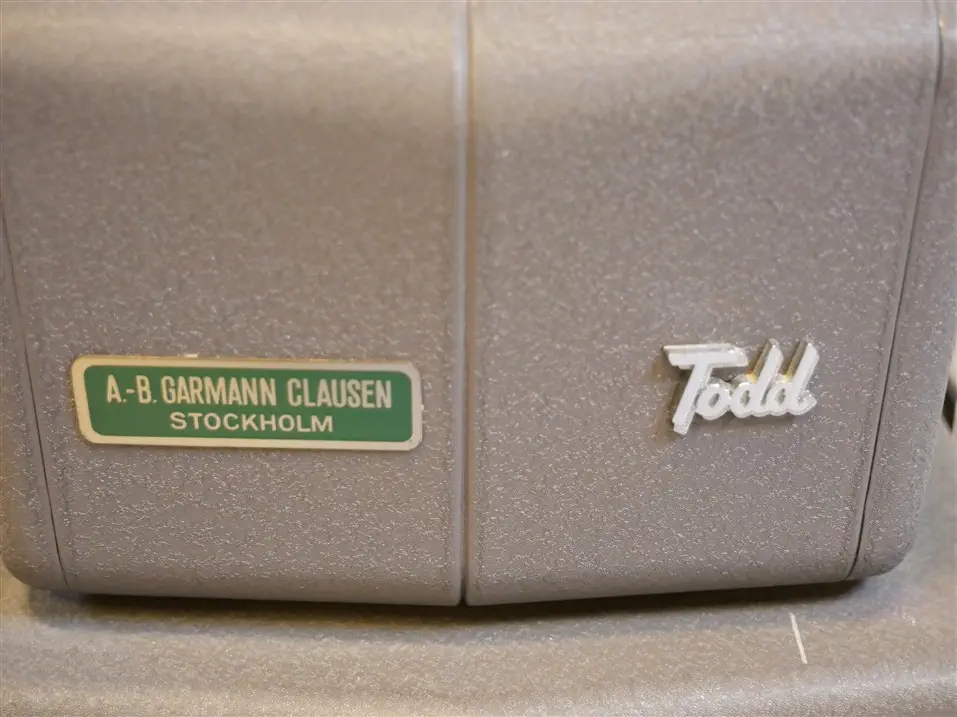 A.-B. GARMANN CLAUSEN
STOCKHOLM
Todd